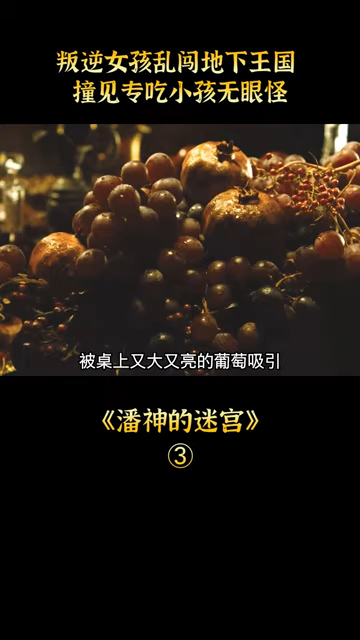 叛逆女孩乱闯地下王国
撞见专吃小孩无眼怪
被桌上又大又亮的葡萄吸引
《潘神的迷宫》
③